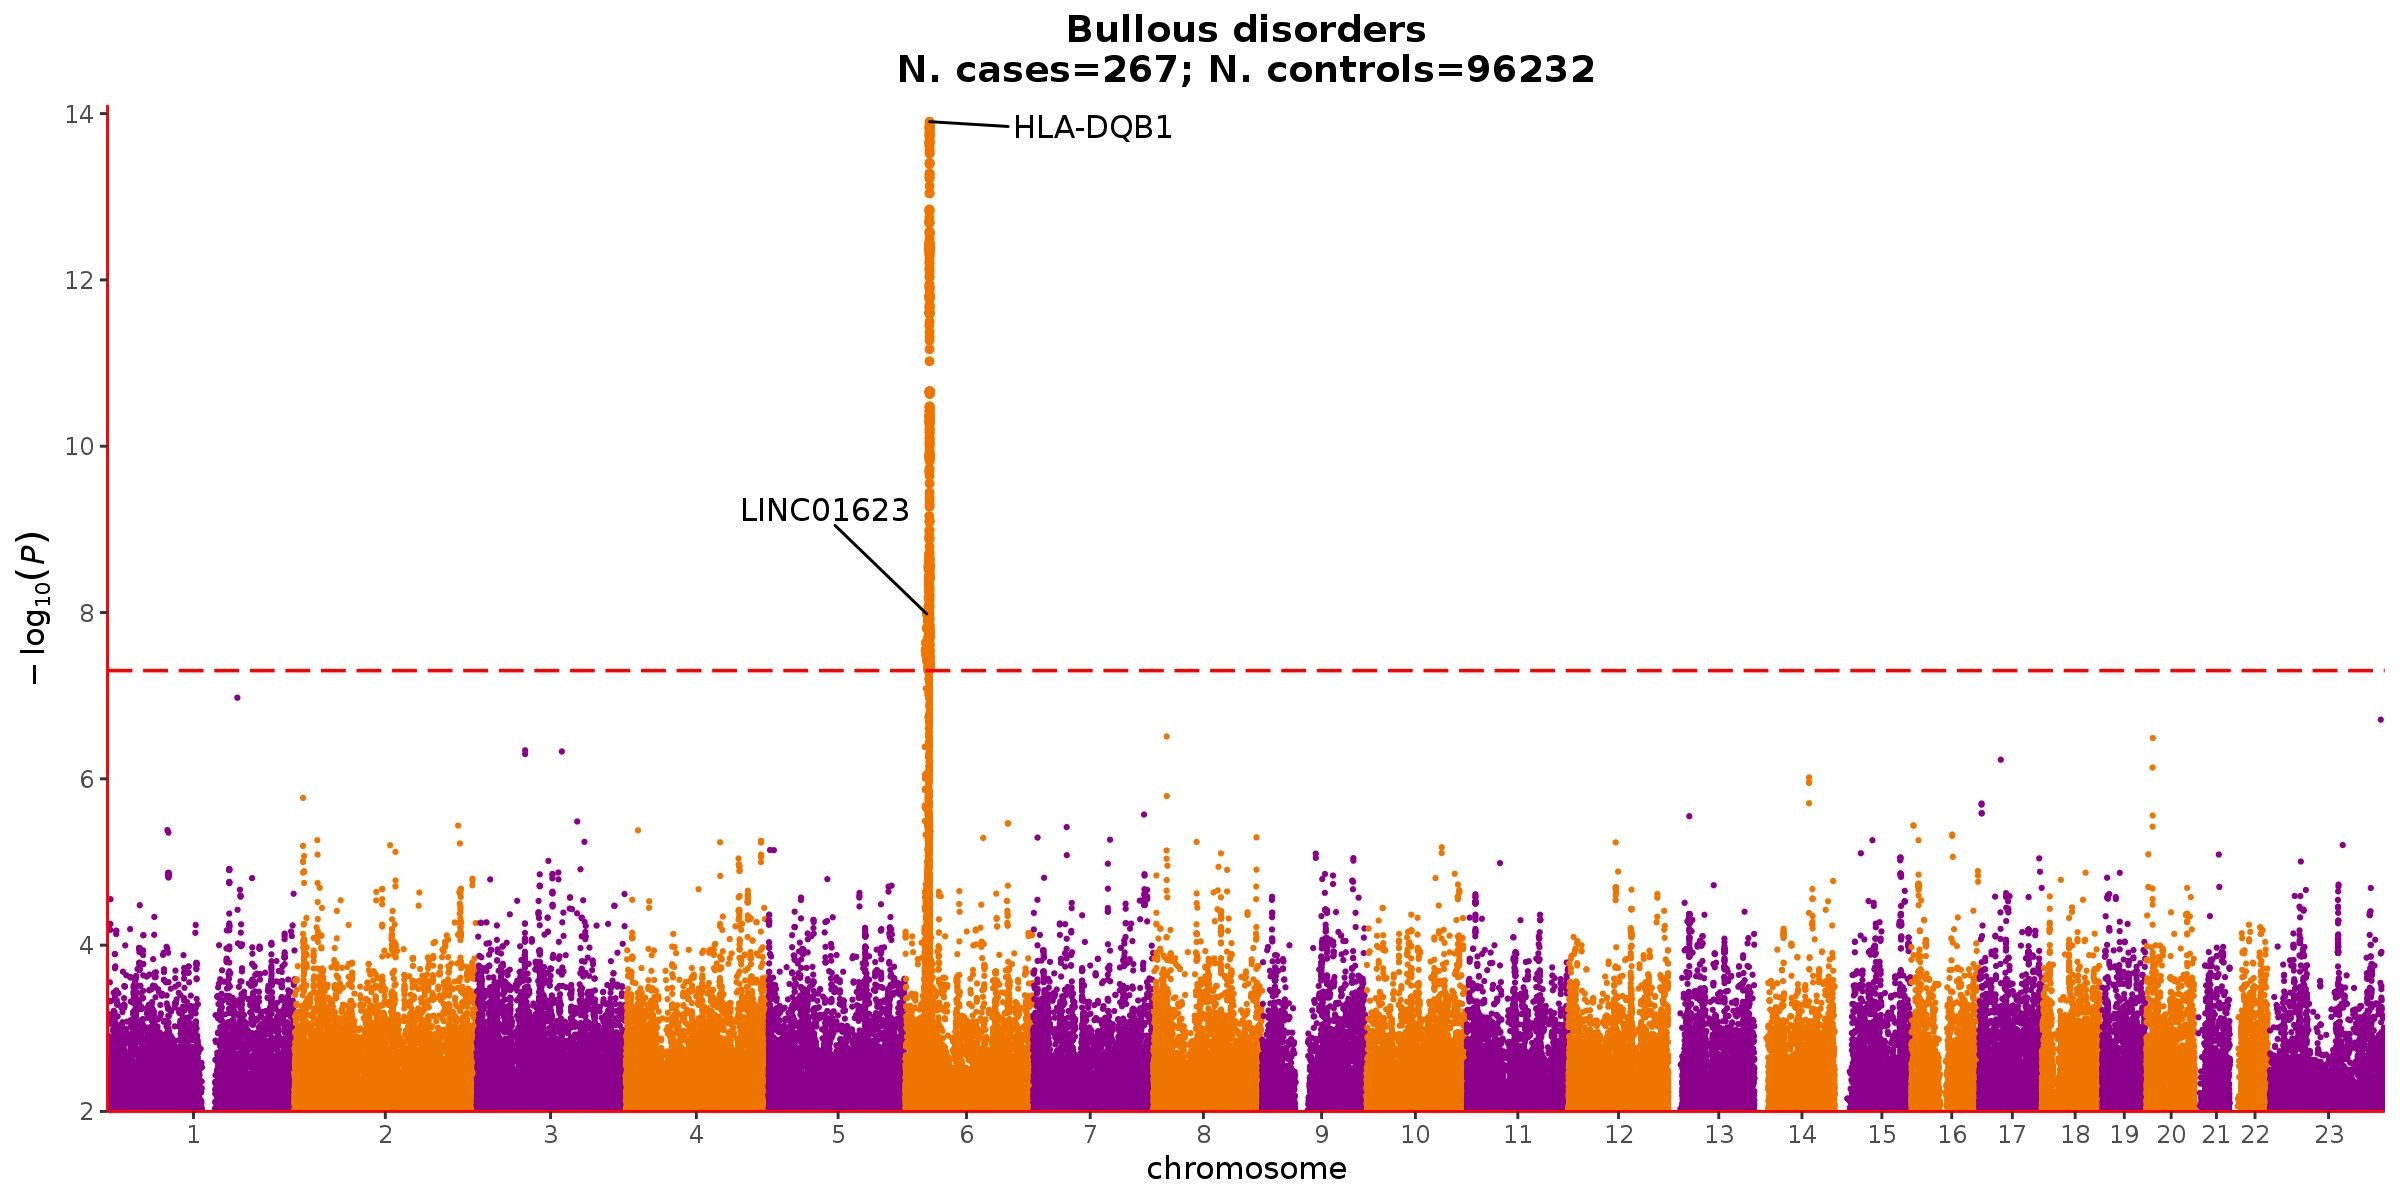 Bullous disorders
N. cases=267; N. controls=96232
14
HLA-DQB1
12
10
LINC01623
− log10(P)
8
6
4
2
1 2 3 4 5 6 7 8 9 10 11 12 13 14 15 16 17 18 19 20 21 22 23
chromosome